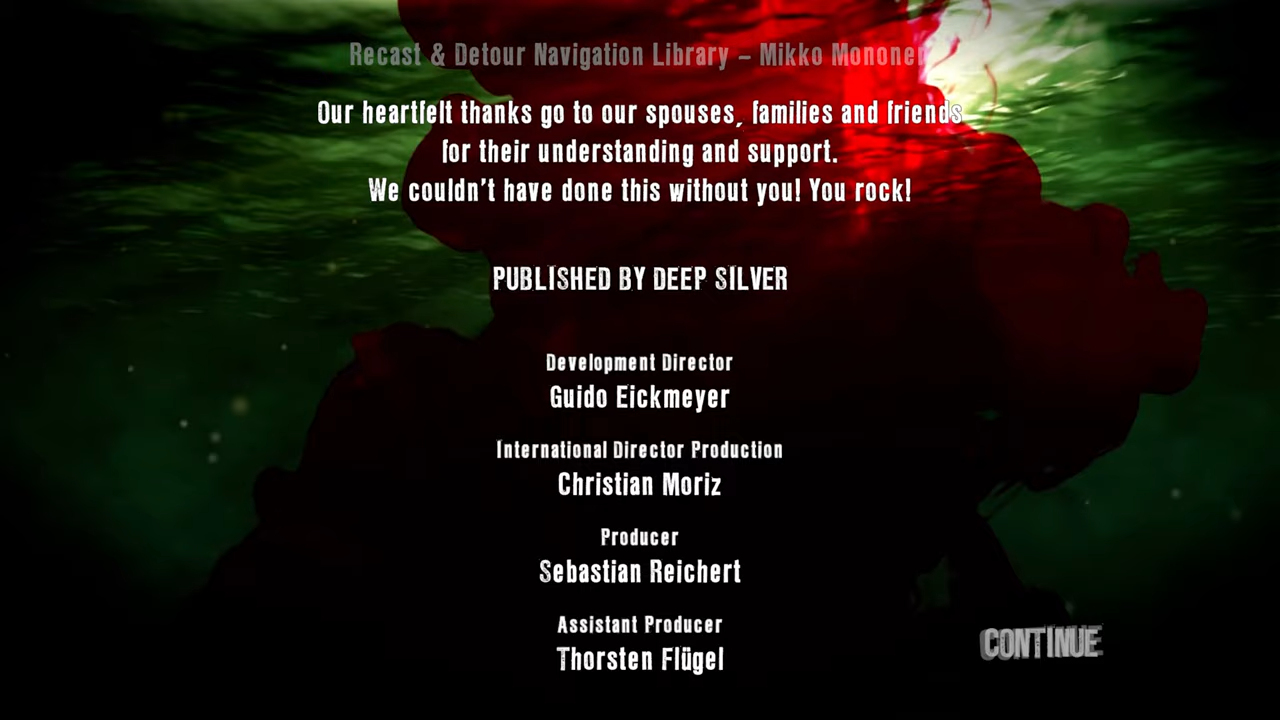 Recast & Detour Navigation Library – Mikko Mononen
Our heartfelt thanks go to our spouses, families and friends
for their understanding and support.
We couldn't have done this without you! You rock!
PUBLISHED BY DEEP SILVER
Development Director
Guido Eickmeyer
International Director Production
Christian Moriz
Producer
Sebastian Reichert
Assistant Producer
Thorsten Flügel
CONTINUE